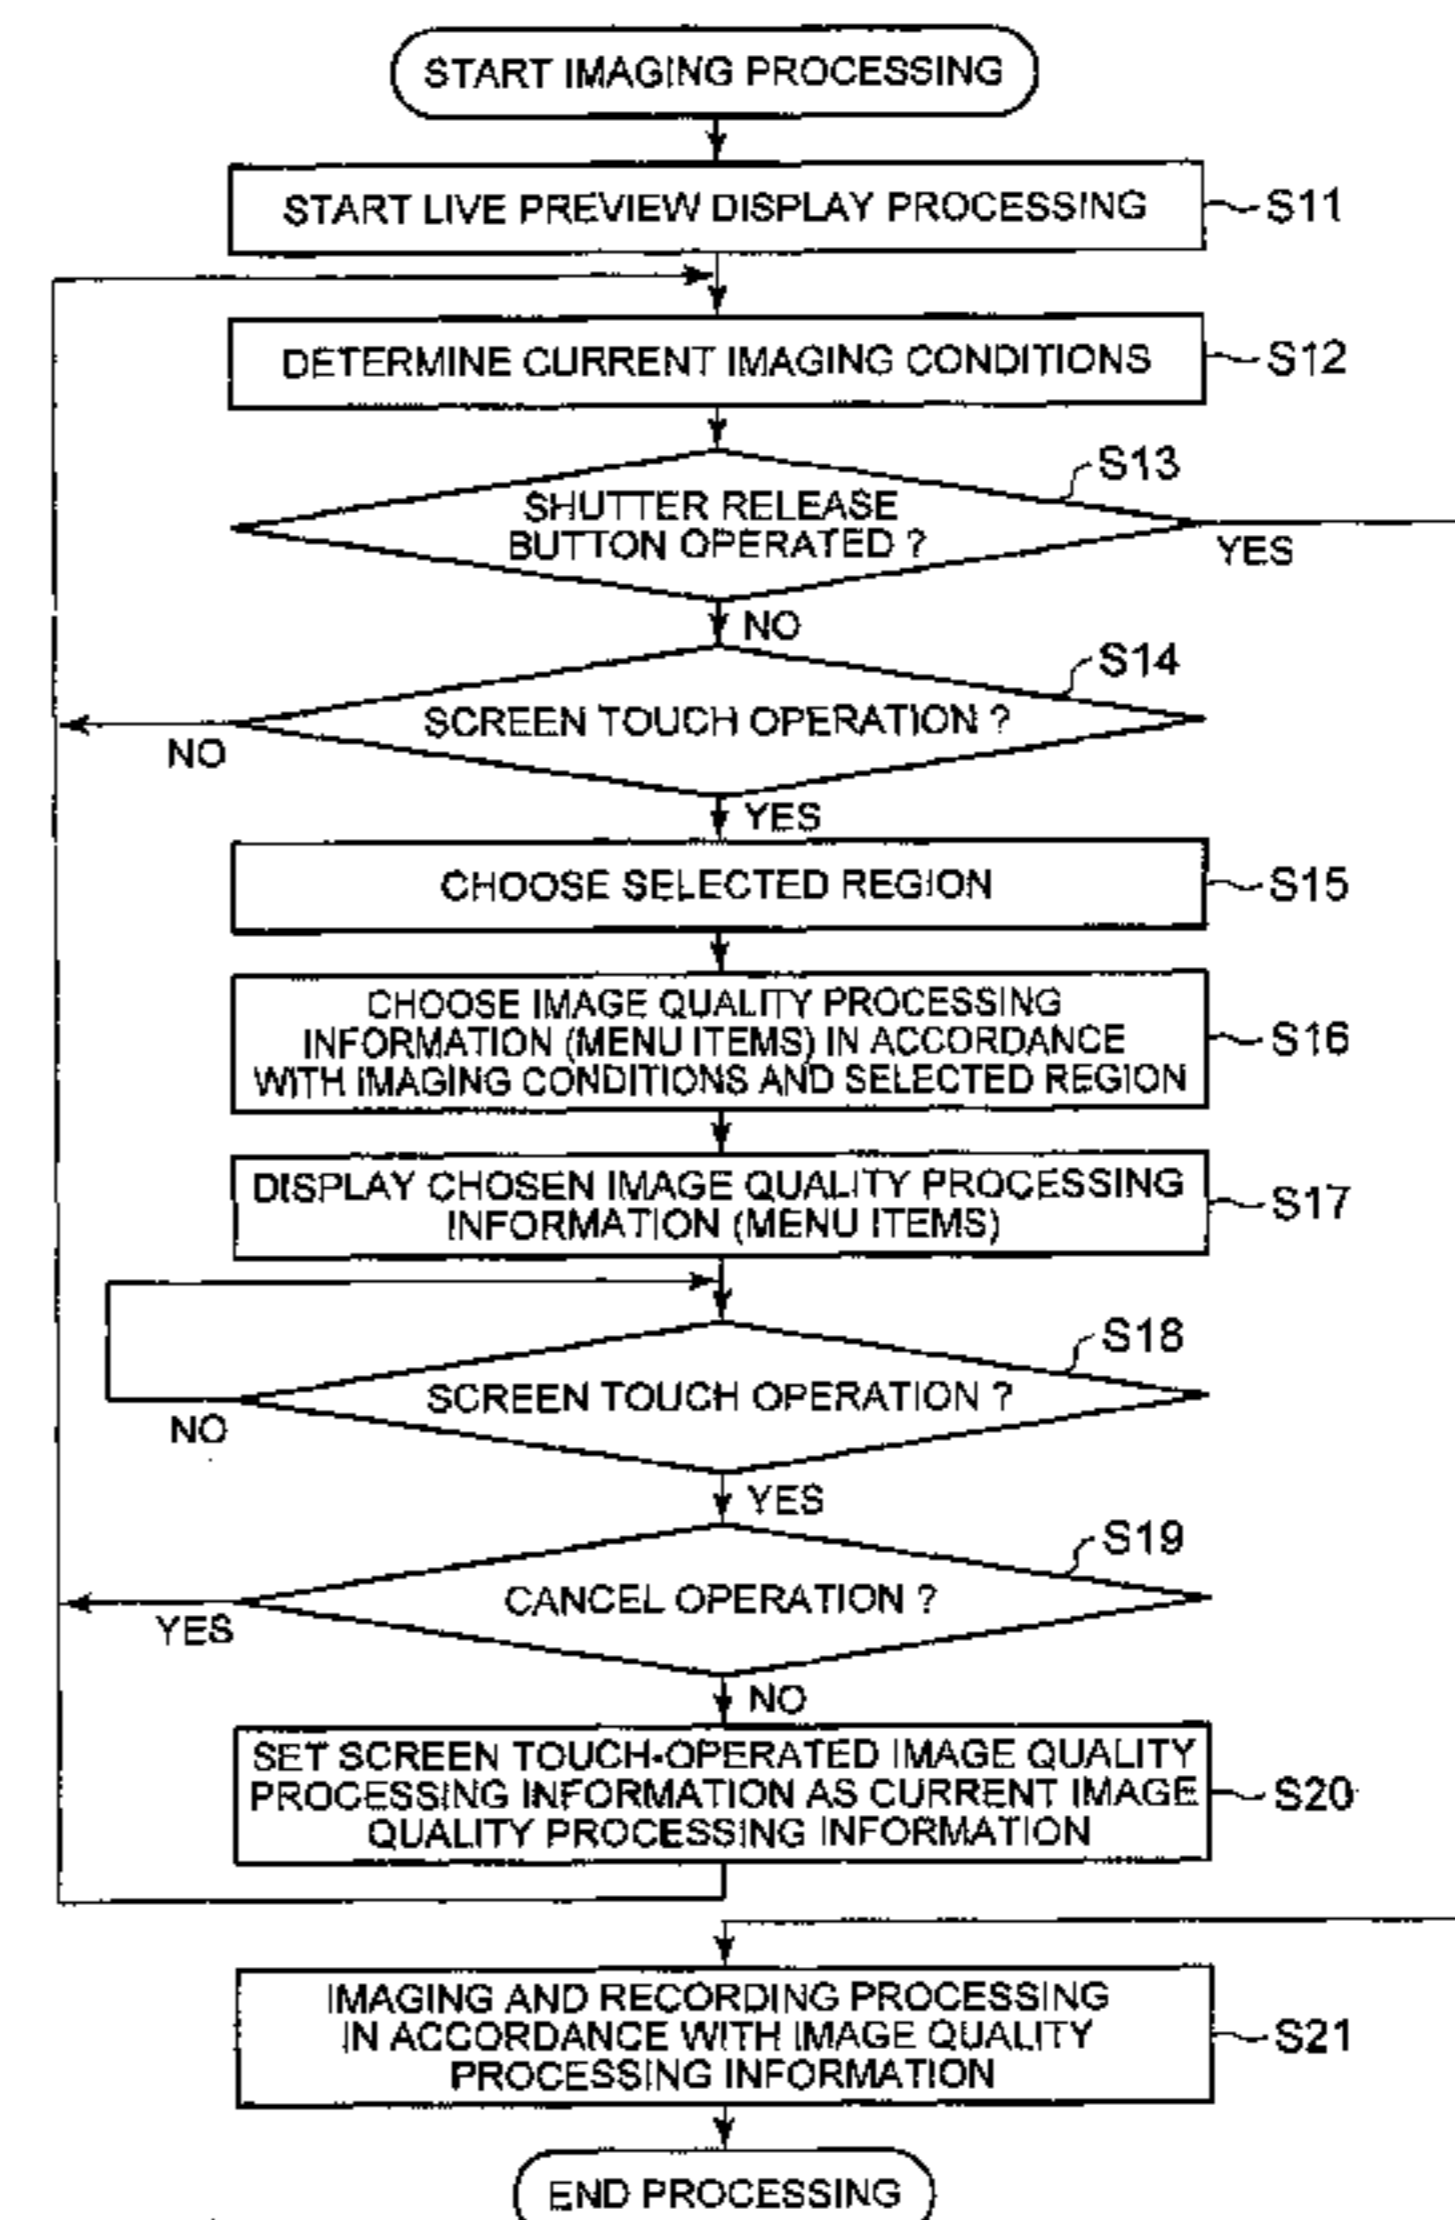 START IMAGING PROCESSING
START LIVE PREVIEW DISPLAY PROCESSING
S11
DETERMINE CURRENT IMAGING CONDITIONS
S12
S13
SHUTTER RELEASE
BUTTON OPERATED ?
YES
NO
S14
SCREEN TOUCH OPERATION ?
NO
YES
CHOOSE SELECTED REGION
S15
CHOOSE IMAGE QUALITY PROCESSING
INFORMATION (MENU ITEMS) IN ACCORDANCE
WITH IMAGING CONDITIONS AND SELECTED REGION
S16
DISPLAY CHOSEN IMAGE QUALITY PROCESSING
INFORMATION (MENU ITEMS)
S17
S18
SCREEN TOUCH OPERATION ?
NO
YES
S19
CANCEL OPERATION ?
YES
NO
SET SCREEN TOUCH-OPERATED IMAGE QUALITY
PROCESSING INFORMATION AS CURRENT IMAGE
QUALITY PROCESSING INFORMATION
S20
IMAGING AND RECORDING PROCESSING
IN ACCORDANCE WITH IMAGE QUALITY
PROCESSING INFORMATION
S21
END PROCESSING